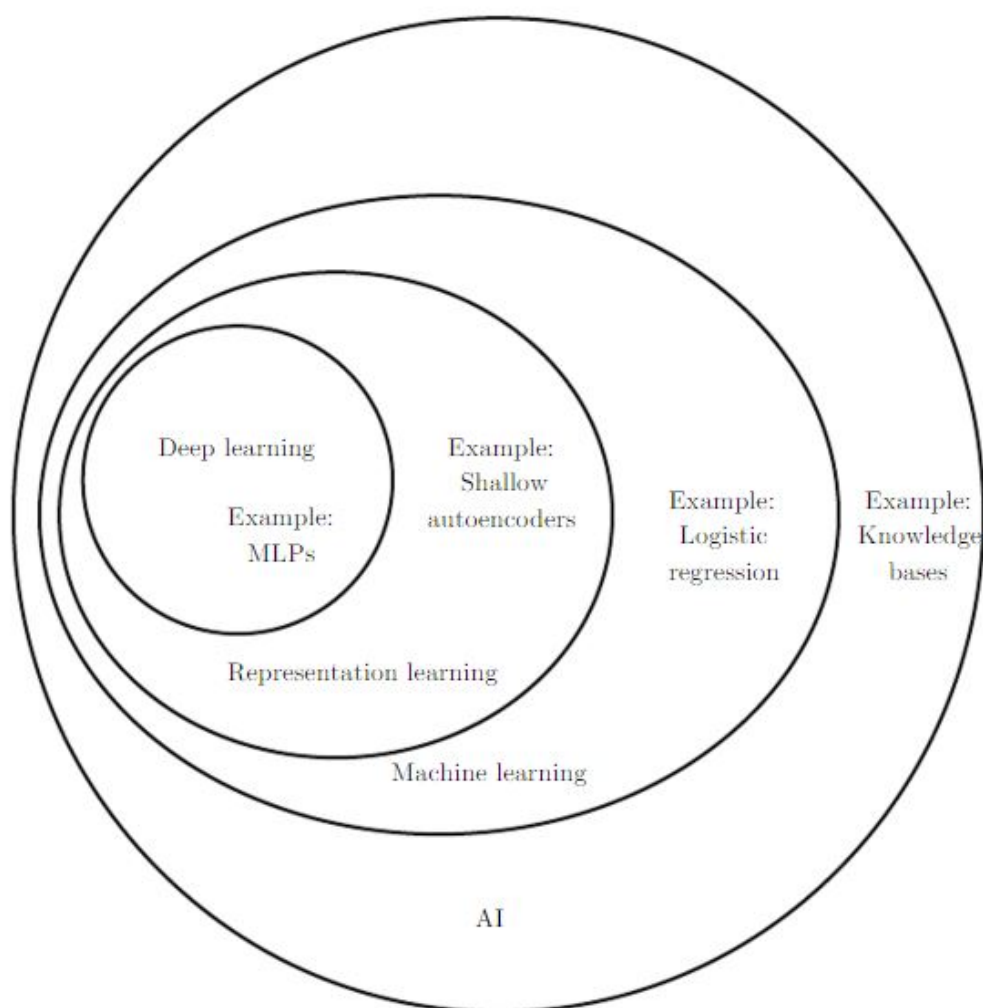 Deep learning
Example:
MLPs
Example:
Shallow
autoencoders
Example:
Logistic
regression
Example:
Knowledge
bases
Representation learning
Machine learning
AI